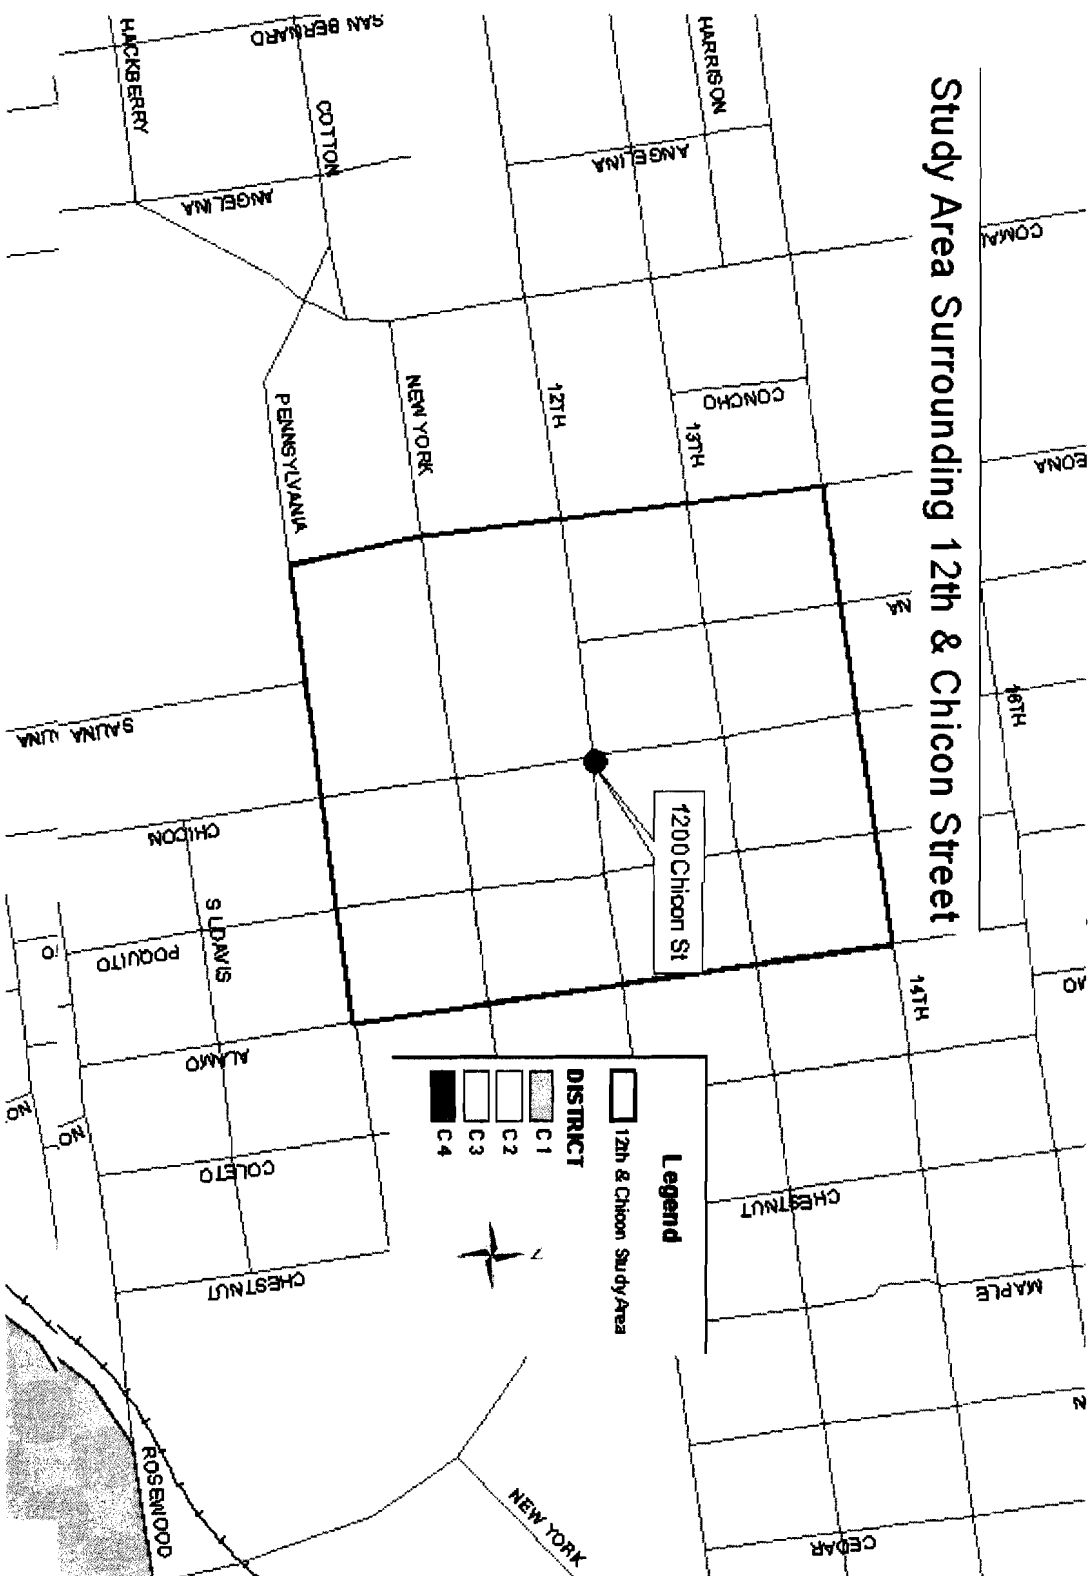 Study Area Surrounding 12th & Chicon Street
COMAL
16TH
14TH
HARRISON
ANGELINA
CONCHO
13TH
12TH
1200 Chicon St
CHESTNUT
MAPLE
CEDAR
SAN BERNARD
HACKBERRY
COTTON
ANGELINA
NEW YORK
PENNSYLVANIA
SALINA
CHICON
S L DAVIS
POQUITO
ALAMO
COLETO
CHESTNUT
ROSEWOOD
NEW YORK
Legend
12th & Chicon Study Area
DISTRICT
C 1
C 2
C 3
C 4